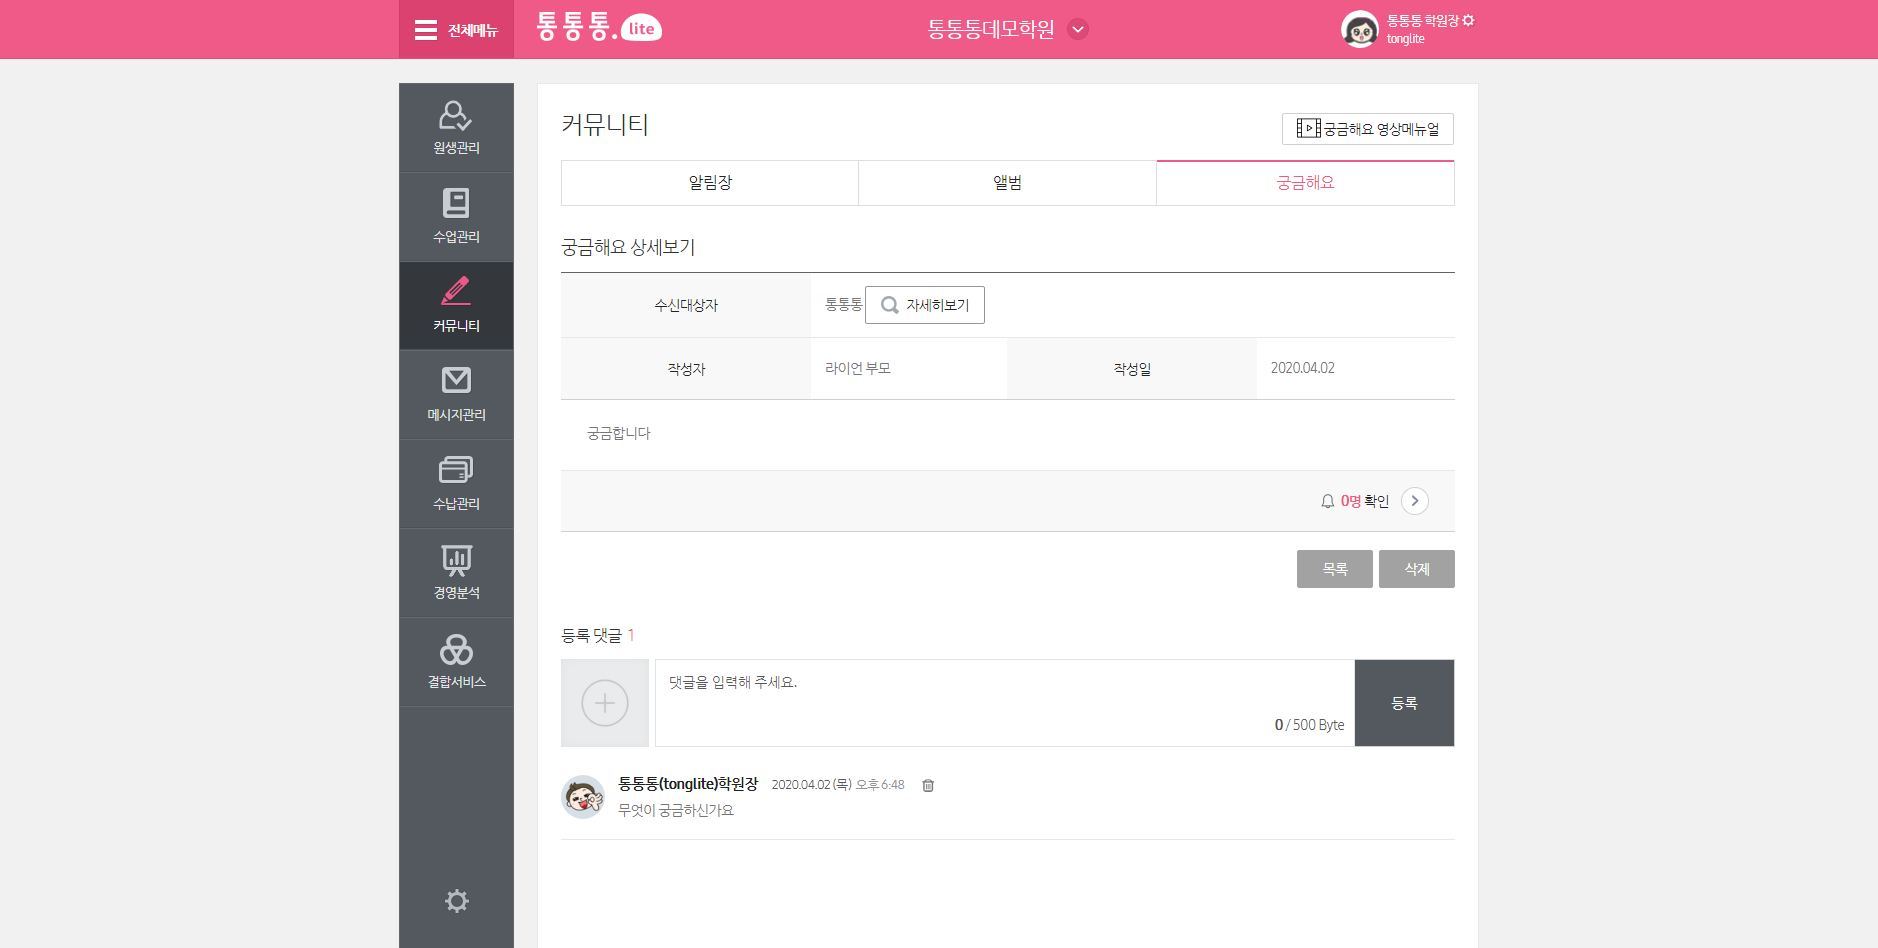 전체메뉴
통통통.lite
통통통데모학원
통통통 학원장
tonglite
원생관리
수업관리
커뮤니티
메시지관리
수납관리
경영분석
결합서비스
커뮤니티
궁금해요 영상메뉴얼
알림장
앨범
궁금해요
궁금해요 상세보기
수신대상자
통통통
자세히보기
작성자
라이언 부모
작성일
2020.04.02
궁금합니다
0명 확인
목록
삭제
등록 댓글 1
댓글을 입력해 주세요.
0 / 500 Byte
등록
통통통(tonglite)학원장 2020.04.02 (목) 오후 6:48
무엇이 궁금하신가요